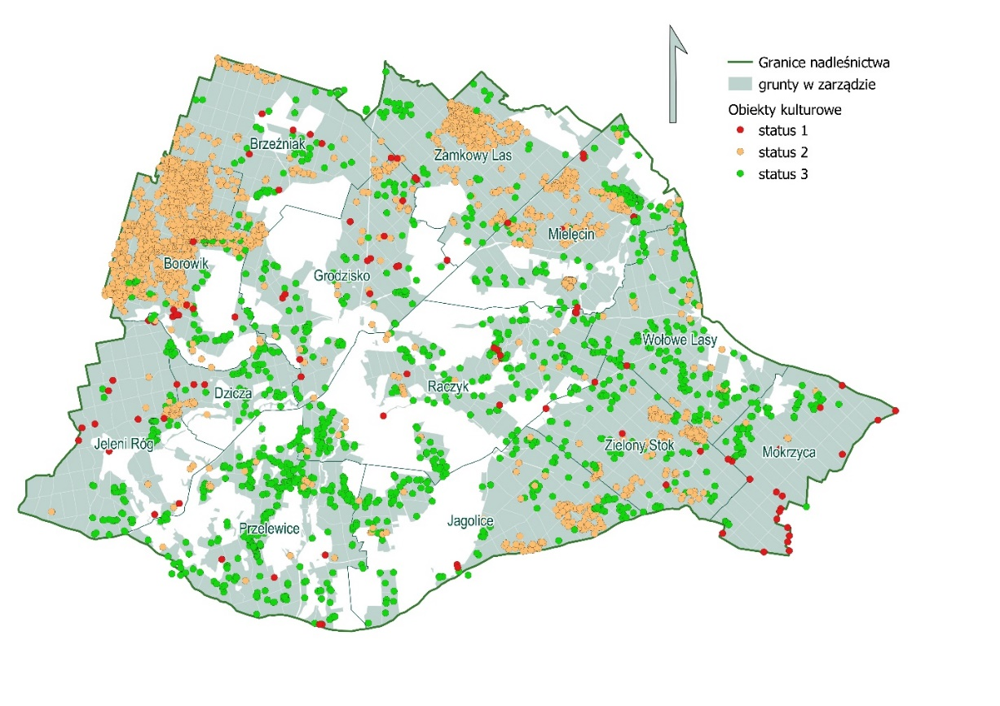 Granice nadleśnictwa
grunty w zarządzie
Obiekty kulturowe
status 1
status 2
status 3
Brzeźniak
Zamkowy Las
Mielęcin
Borowik
Grodzisko
Wołowe Lasy
Raczyk
Dzicza
Jeleni Róg
Zielony Stok
Mokrzyca
Jagolice
Przelewice